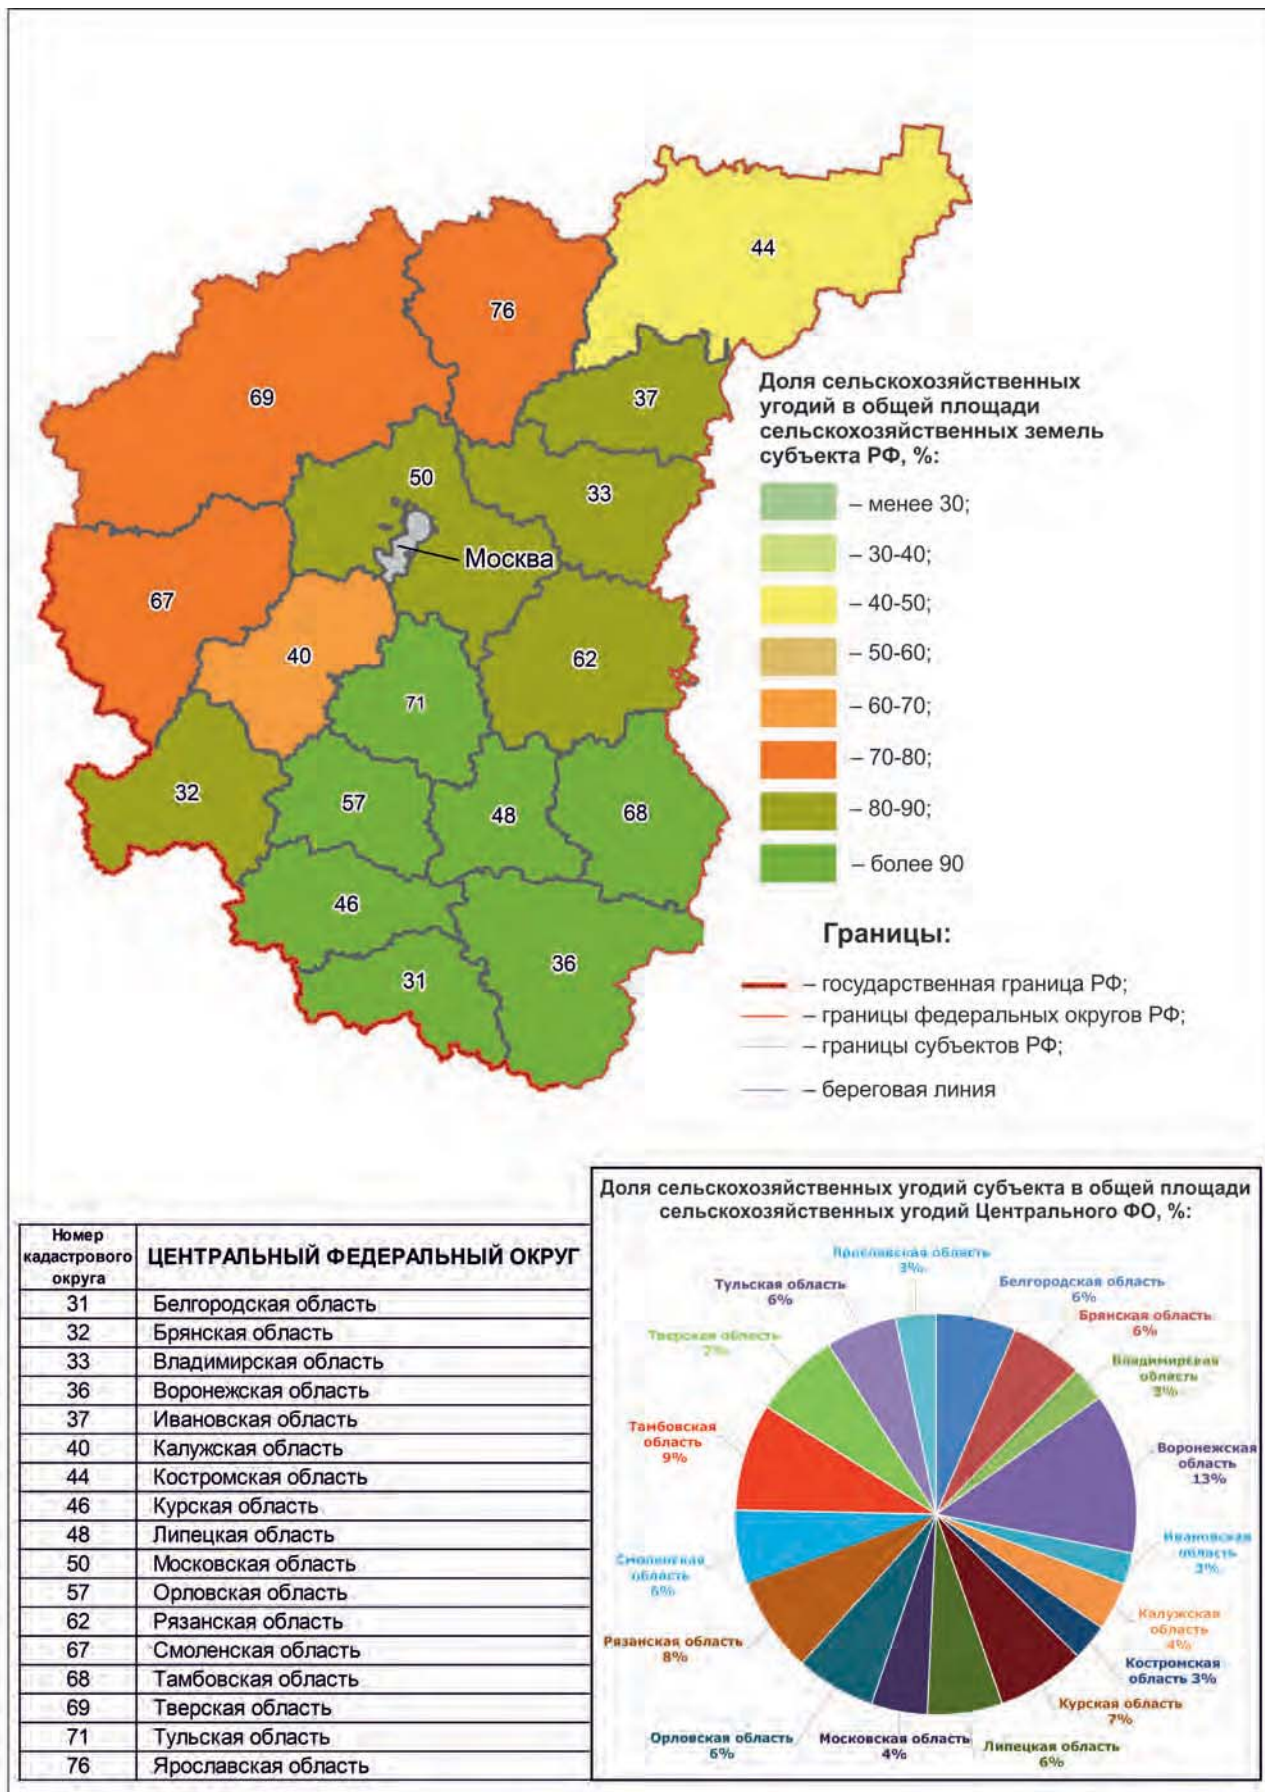 44
76
69
37
50
33
Москва
67
40
62
71
32
57
48
68
46
36
31
Доля сельскохозяйственных
угодий в общей площади
сельскохозяйственных земель
субъекта РФ, %:
– менее 30;
– 30-40;
– 40-50;
– 50-60;
– 60-70;
– 70-80;
– 80-90;
– более 90
Границы:
– государственная граница РФ;
– границы федеральных округов РФ;
– границы субъектов РФ;
– береговая линия
Номер
кадастрового
округа
ЦЕНТРАЛЬНЫЙ ФЕДЕРАЛЬНЫЙ ОКРУГ
31 Белгородская область
32 Брянская область
33 Владимирская область
36 Воронежская область
37 Ивановская область
40 Калужская область
44 Костромская область
46 Курская область
48 Липецкая область
50 Московская область
57 Орловская область
62 Рязанская область
67 Смоленская область
68 Тамбовская область
69 Тверская область
71 Тульская область
76 Ярославская область
Доля сельскохозяйственных угодий субъекта в общей площади
сельскохозяйственных угодий Центрального ФО, %:
Ярославская область
3%
Белгородская область
6%
Брянская область
6%
Владимирская
область
3%
Воронежская
область
13%
Ивановская
область
3%
Калужская
область
4%
Костромская
область 3%
Курская область
7%
Липецкая область
6%
Московская область
4%
Орловская область
6%
Рязанская область
8%
Смоленская
область
6%
Тамбовская
область
9%
Тверская область
7%
Тульская область
6%